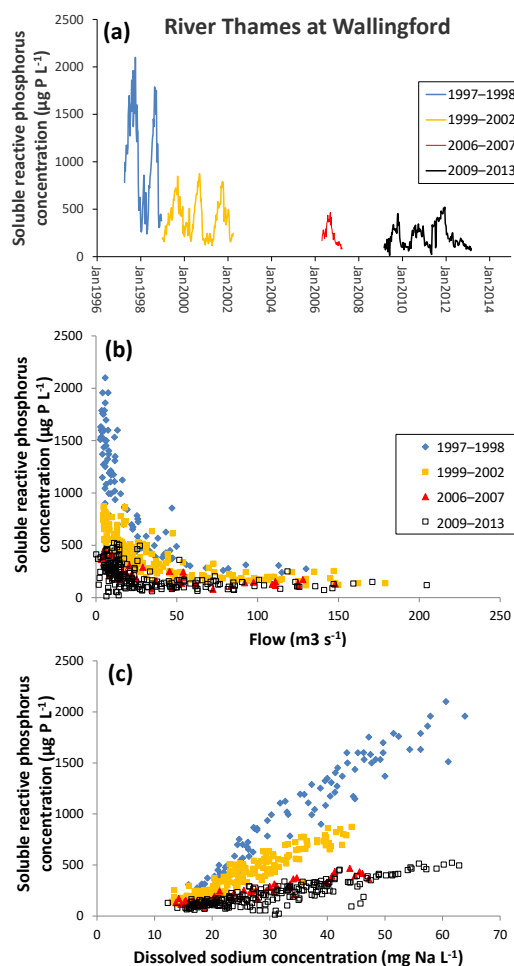 (a)
River Thames at Wallingford
Soluble reactive phosphorus
concentration (µg P L-1)
2500
2000
1500
1000
500
0
1997–1998
1999–2002
2006–2007
2009–2013
Jan1996
Jan1998
Jan2000
Jan2002
Jan2004
Jan2006
Jan2008
Jan2010
Jan2012
Jan2014
(b)
Soluble reactive phosphorus
concentration (µg P L-1)
2500
2000
1500
1000
500
0
1997–1998
1999–2002
2006–2007
2009–2013
0 50 100 150 200 250
Flow (m3 s-1)
(c)
Soluble reactive phosphorus
concentration (µg P L-1)
2500
2000
1500
1000
500
0
0 10 20 30 40 50 60 70
Dissolved sodium concentration (mg Na L-1)